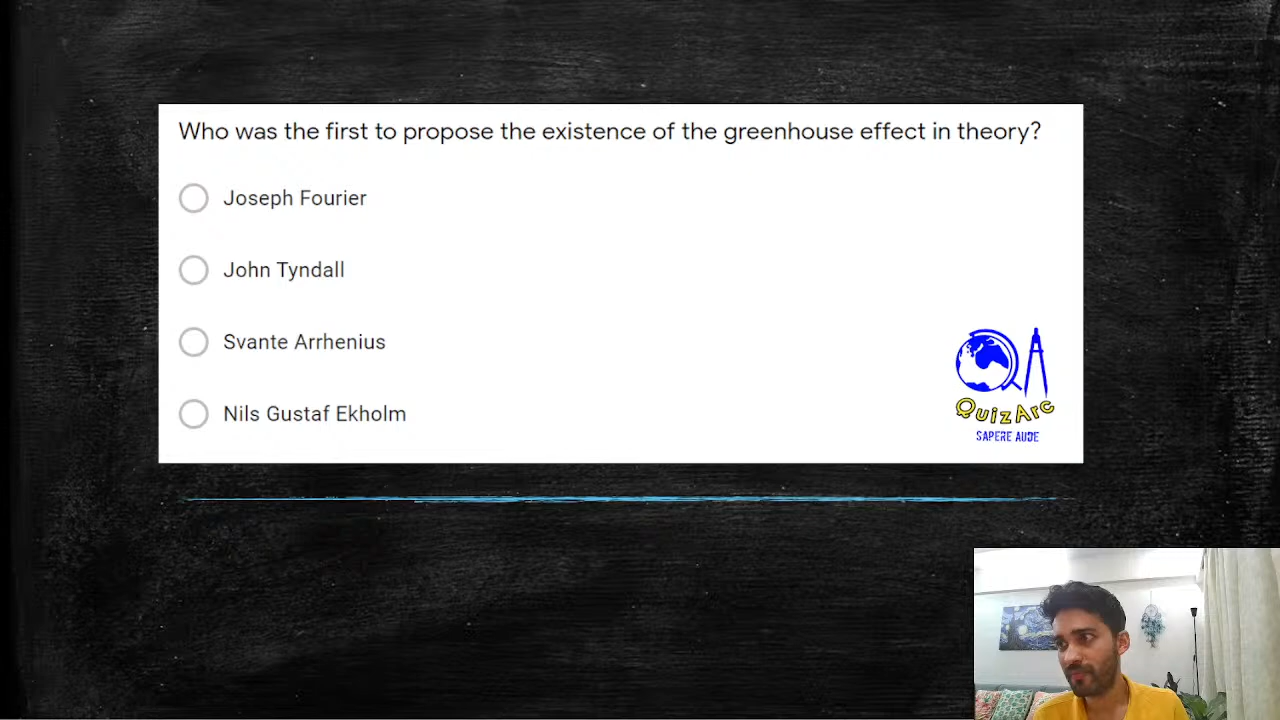 Who was the first to propose the existence of the greenhouse effect in theory?
Joseph Fourier
John Tyndall
Svante Arrhenius
Nils Gustaf Ekholm
QA
QuizArc
SAPERE AUDE